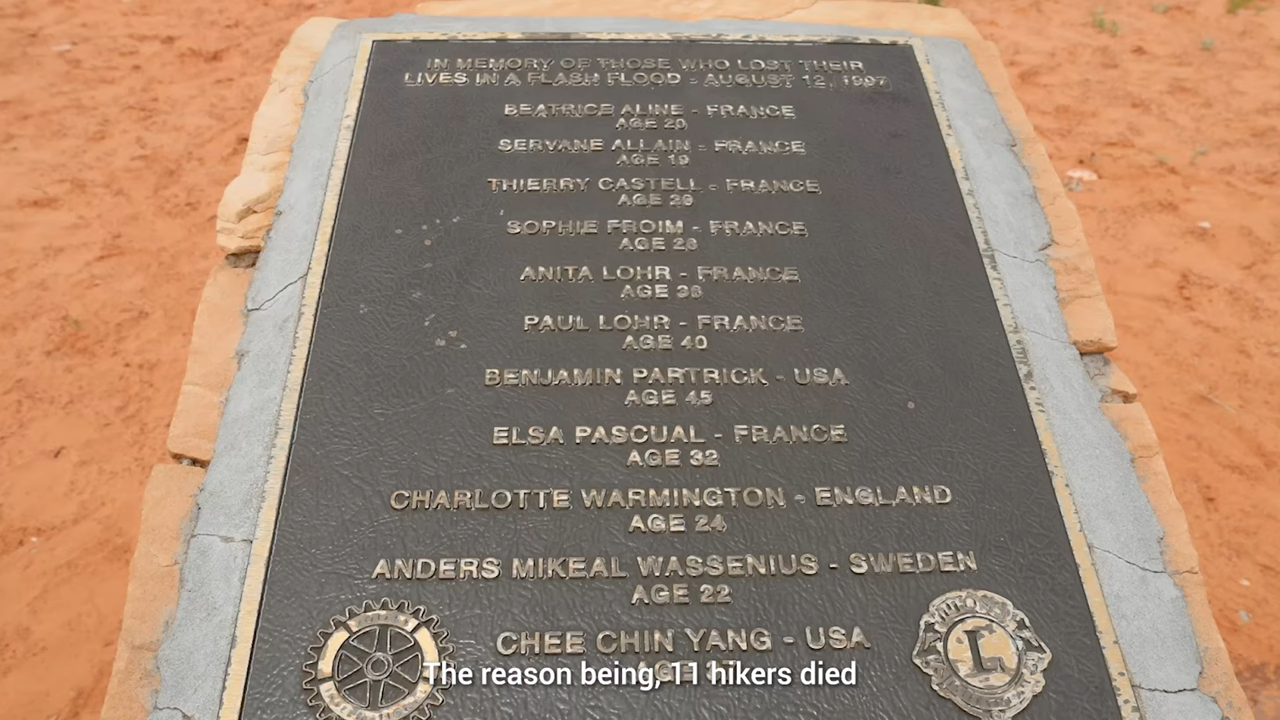 IN MEMORY OF THOSE WHO LOST THEIR
LIVES IN A FLASH FLOOD - AUGUST 12, 1997
BEATRICE ALINE - FRANCE
AGE 20
SERVANE ALLAIN - FRANCE
AGE 19
THIERRY CASTELL - FRANCE
AGE
SOPHIE FROIM - FRANCE
AGE
ANITA LOHR - FRANCE
AGE
PAUL LOHR - FRANCE
AGE 40
BENJAMIN PARTRICK - USA
AGE 45
ELSA PASCUAL - FRANCE
AGE 32
CHARLOTTE WARMINGTON - ENGLAND
AGE 24
ANDERS MIKEAL WASSENIUS - SWEDEN
AGE 22
CHEE CHIN YANG - USA
L
The reason being, 11 hikers died